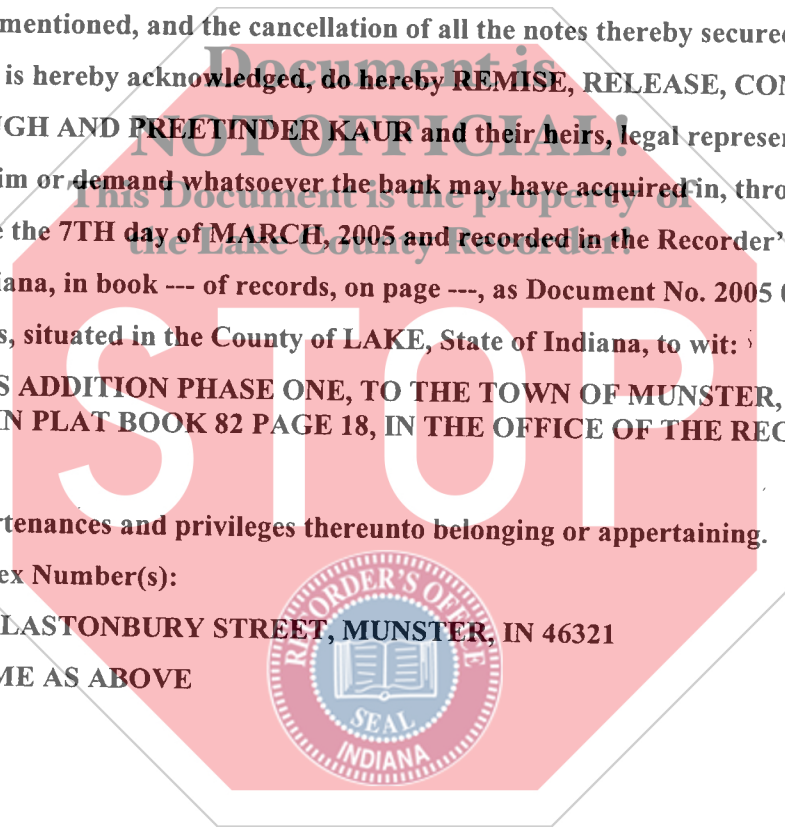 mentioned, and the cancellation of all the notes thereby secured
Document is
is hereby acknowledged, do hereby REMISE, RELEASE, CON
NOT OFFICIAL!
UGH AND PREETINDER KAUR and their heirs, legal represen
This Document is the property of
im or demand whatsoever the bank may have acquired in, thro
the Lake County Recorder!
e the 7TH day of MARCH, 2005 and recorded in the Recorder's
iana, in book --- of records, on page ---, as Document No. 2005 0
s, situated in the County of LAKE, State of Indiana, to wit:
STOP
S ADDITION PHASE ONE, TO THE TOWN OF MUNSTER,
IN PLAT BOOK 82 PAGE 18, IN THE OFFICE OF THE REC
rtenances and privileges thereunto belonging or appertaining.
ex Number(s):
LASTONBURY STREET, MUNSTER, IN 46321
ME AS ABOVE
RECORDER'S OFFICE
SEAL
INDIANA